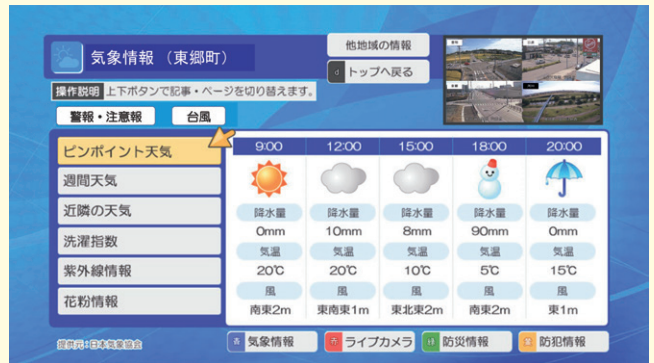 気象情報 （東郷町）
他地域の情報
d トップへ戻る
操作説明 上下ボタンで記事・ページを切り替えます。
警報・注意報 台風
ピンポイント天気
週間天気
近隣の天気
洗濯指数
紫外線情報
花粉情報
9:00 12:00 15:00 18:00 20:00
降水量 降水量 降水量 降水量 降水量
0mm 10mm 8mm 90mm 0mm
気温 気温 気温 気温 気温
20℃ 20℃ 10℃ 5℃ 15℃
風 風 風 風 風
南東2m 東南東1m 東北東2m 南東2m 東1m
提供元：日本気象協会
青 気象情報 赤 ライブカメラ 緑 防災情報 黄 防犯情報